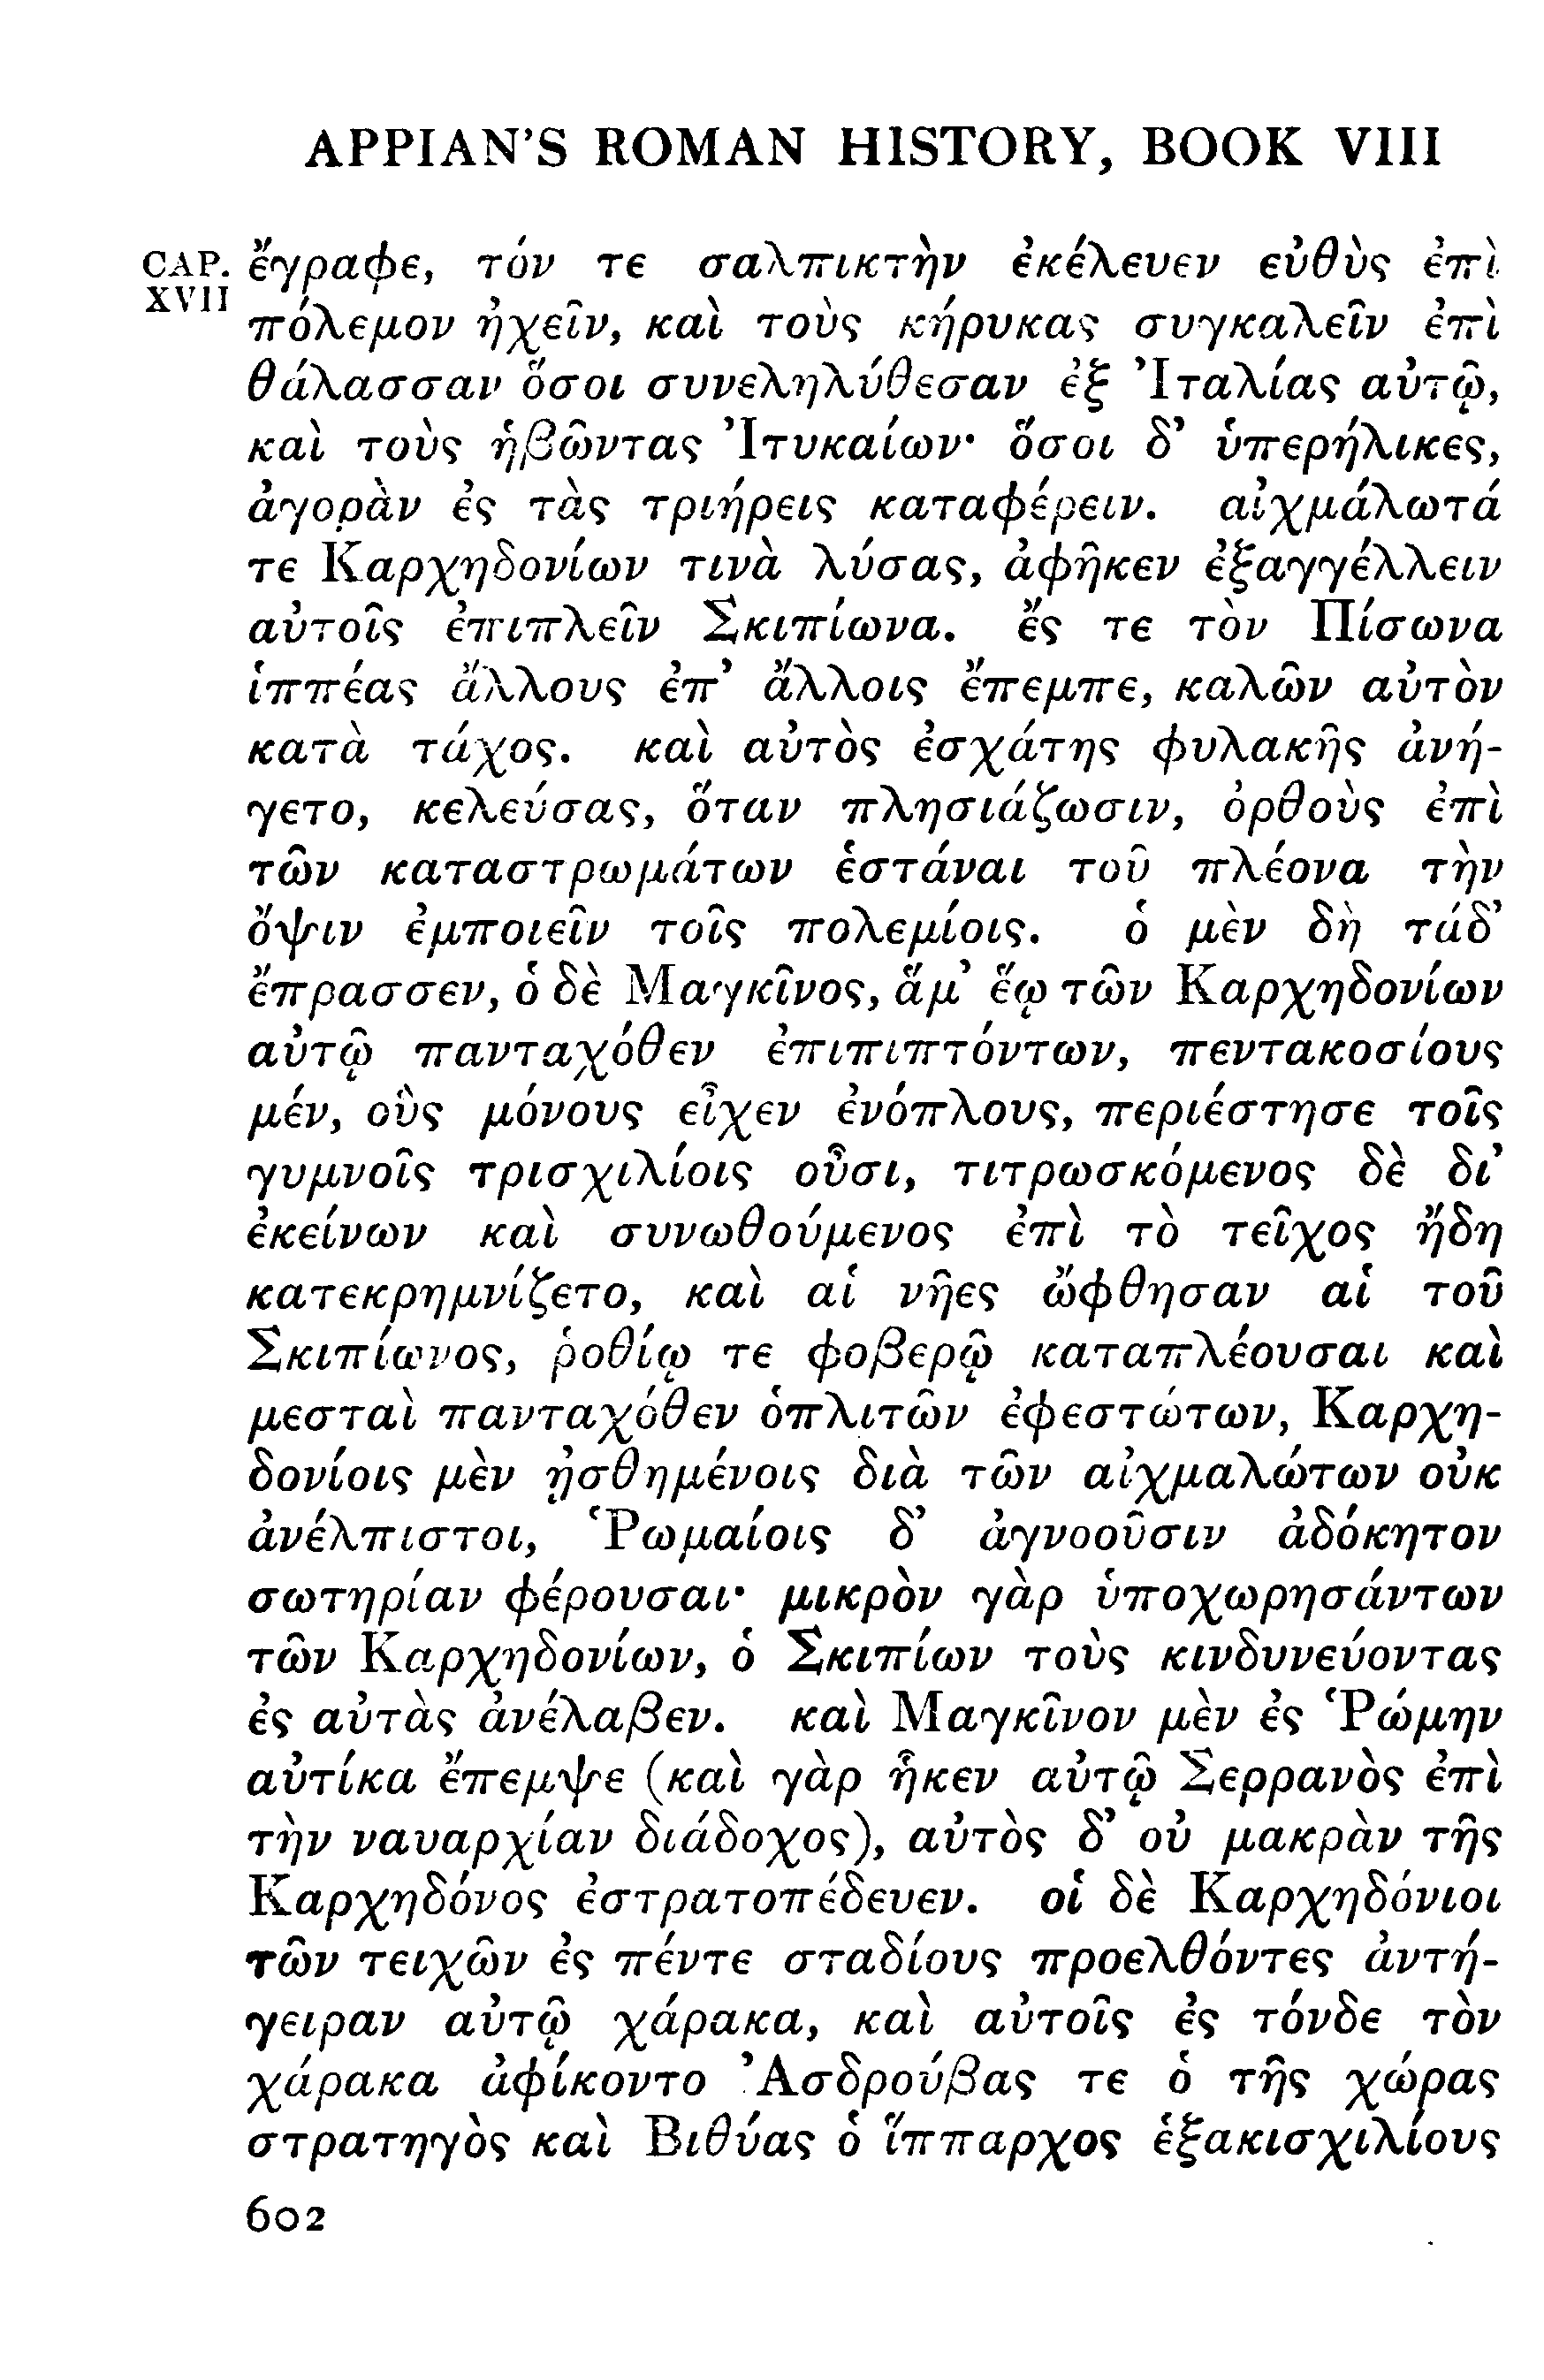 APPIAN'S ROMAN HISTORY, BOOK VIII
CAP. XVII
ἔγραφε, τόν τε σαλπικτὴν ἐκέλευεν εὐθὺς ἐπὶ
πόλεμον ἠχεῖν, καὶ τοὺς κήρυκας συγκαλεῖν ἐπὶ
θάλασσαν ὅσοι συνεληλύθεσαν ἐξ Ἰταλίας αὐτῷ,
καὶ τοὺς ἡβῶντας Ἰτυκαίων· ὅσοι δ' ὑπερήλικες,
ἀγορὰν ἐς τὰς τριήρεις καταφέρειν. αἰχμάλωτά
τε Καρχηδονίων τινὰ λύσας, ἀφῆκεν ἐξαγγέλλειν
αὐτοῖς ἐπιπλεῖν Σκιπίωνα. ἔς τε τὸν Πίσωνα
ἱππέας ἄλλους ἐπ' ἄλλοις ἔπεμπε, καλῶν αὐτὸν
κατὰ τάχος. καὶ αὐτὸς ἐσχάτης φυλακῆς ἀνή-
γετο, κελεύσας, ὅταν πλησιάζωσιν, ὀρθοὺς ἐπὶ
τῶν καταστρωμάτων ἑστάναι τοῦ πλέονα τὴν
ὄψιν ἐμποιεῖν τοῖς πολεμίοις. ὁ μὲν δὴ τάδ'
ἔπρασσεν, ὁ δὲ Μαγκῖνος, ἅμ' ἕῳ τῶν Καρχηδονίων
αὐτῷ πανταχόθεν ἐπιπιπτόντων, πεντακοσίους
μέν, οὓς μόνους εἶχεν ἐνόπλους, περιέστησε τοῖς
γυμνοῖς τρισχιλίοις οὖσι, τιτρωσκόμενος δὲ δι'
ἐκείνων καὶ συνωθούμενος ἐπὶ τὸ τεῖχος ἤδη
κατεκρημνίζετο, καὶ αἱ νῆες ὤφθησαν αἱ τοῦ
Σκιπίωνος, ῥοθίῳ τε φοβερῷ καταπλέουσαι καὶ
μεσταὶ πανταχόθεν ὁπλιτῶν ἐφεστώτων, Καρχη-
δονίοις μὲν ᾐσθημένοις διὰ τῶν αἰχμαλώτων οὐκ
ἀνέλπιστοι, Ῥωμαίοις δ' ἀγνοοῦσιν ἀδόκητον
σωτηρίαν φέρουσαι· μικρὸν γὰρ ὑποχωρησάντων
τῶν Καρχηδονίων, ὁ Σκιπίων τοὺς κινδυνεύοντας
ἐς αὐτὰς ἀνέλαβεν. καὶ Μαγκῖνον μὲν ἐς Ῥώμην
αὐτίκα ἔπεμψε (καὶ γὰρ ἧκεν αὐτῷ Σερρανὸς ἐπὶ
τὴν ναυαρχίαν διάδοχος), αὐτὸς δ' οὐ μακρὰν τῆς
Καρχηδόνος ἐστρατοπέδευεν. οἱ δὲ Καρχηδόνιοι
τῶν τειχῶν ἐς πέντε σταδίους προελθόντες ἀντή-
γειραν αὐτῷ χάρακα, καὶ αὐτοῖς ἐς τόνδε τὸν
χάρακα ἀφίκοντο Ἀσδρούβας τε ὁ τῆς χώρας
στρατηγὸς καὶ Βιθύας ὁ ἵππαρχος ἑξακισχιλίους
602